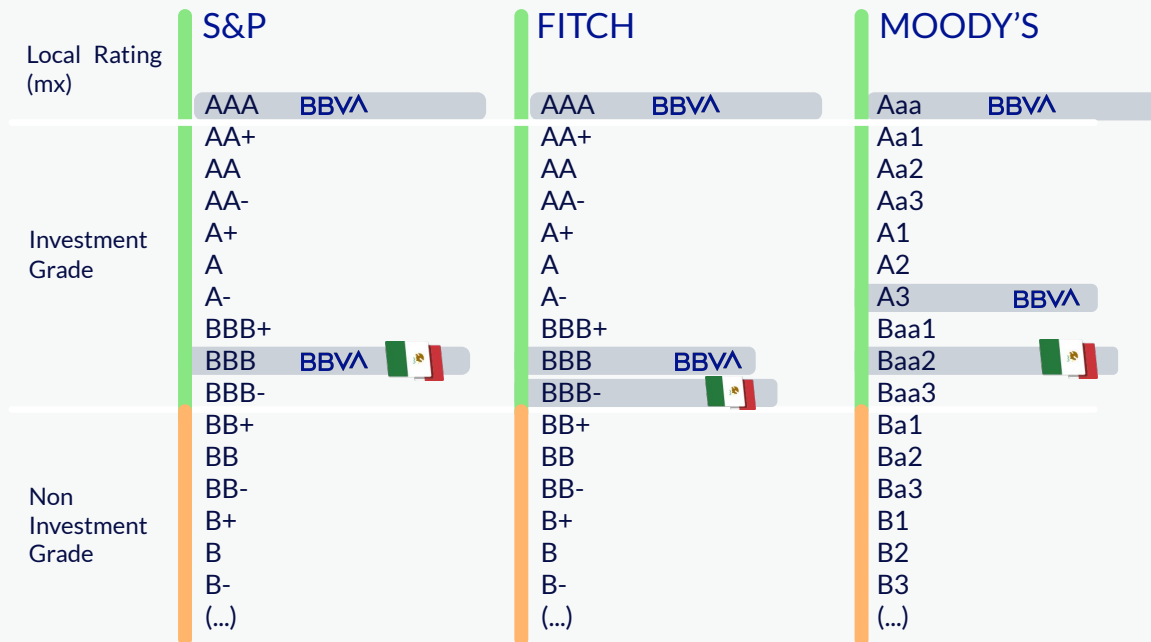 S&P FITCH MOODY'S
Local Rating
(mx)
AAA BBVA AAA BBVA Aaa BBVA
AA+ AA+ Aa1
AA AA Aa2
AA- AA- Aa3
A+ A+ A1
Investment
Grade
A A A2
A- A- A3 BBVA
BBB+ BBB+ Baa1
BBB BBVA BBB BBVA Baa2
BBB- BBB- Baa3
BB+ BB+ Ba1
BB BB Ba2
BB- BB- Ba3
Non
Investment
Grade
B+ B+ B1
B B B2
B- B- B3
(...) (...) (...)